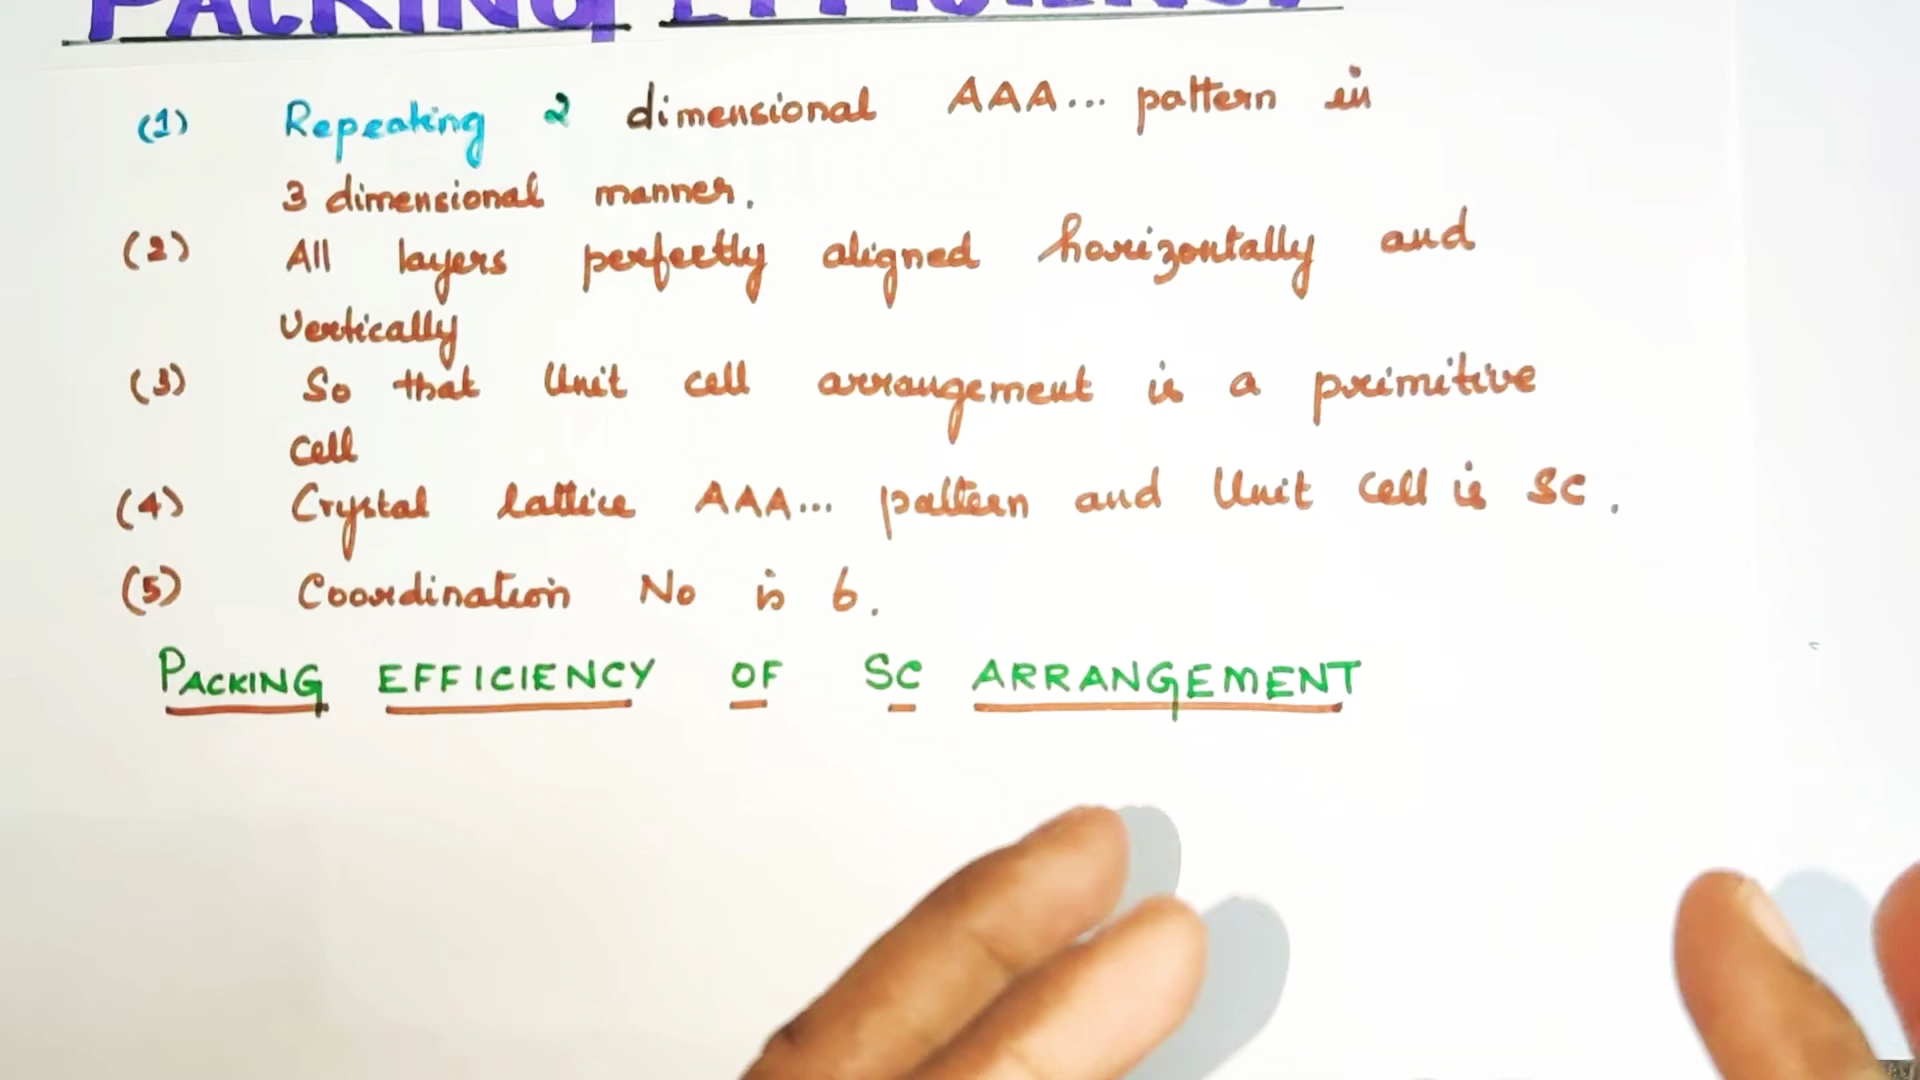 PACKING EFFICIENCY
(1) Repeating 2 dimensional AAA... pattern in
3 dimensional manner.
(2) All layers perfectly aligned horizontally and
Vertically
(3) So that Unit cell arrangement is a primitive
cell
(4) Crystal lattice AAA... pattern and Unit cell is SC.
(5) Coordination No is 6.
PACKING EFFICIENCY OF SC ARRANGEMENT